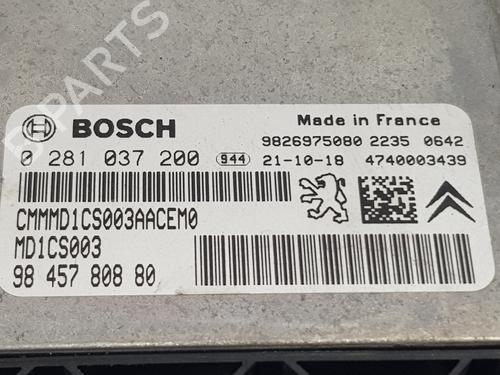 B-PARTS
BOSCH
Made in France
9826975080 2235 0642
0 281 037 200 944 21-10-18 4740003439
CMMMD1CS003AACEM0
MD1CS003
98 457 808 80